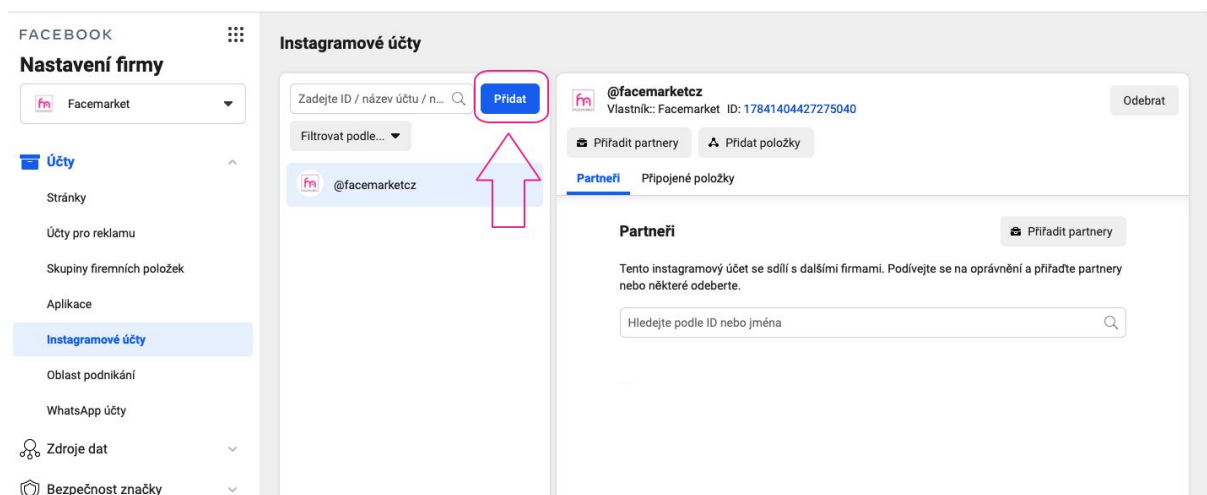 FACEBOOK
Nastavení firmy
Facemarket
Účty
Stránky
Účty pro reklamu
Skupiny firemních položek
Aplikace
Instagramové účty
Oblast podnikání
WhatsApp účty
Zdroje dat
Bezpečnost značky
Instagramové účty
Zadejte ID / název účtu / n...
Přidat
Filtrovat podle...
@facemarketcz
@facemarketcz
Vlastník:: Facemarket ID: 17841404427275040
Odebrat
Přiřadit partnery
Přidat položky
Partneři
Připojené položky
Partneři
Přiřadit partnery
Tento instagramový účet se sdílí s dalšími firmami. Podívejte se na oprávnění a přiřaďte partnery
nebo některé odeberte.
Hledejte podle ID nebo jména